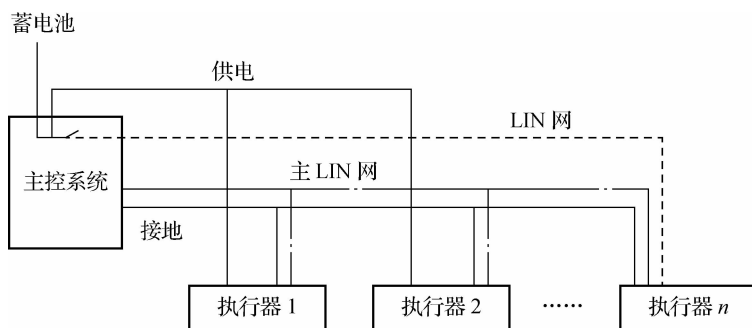 蓄电池
供电
LIN 网
主控系统
主 LIN 网
接地
执行器 1
执行器 2
……
执行器 n